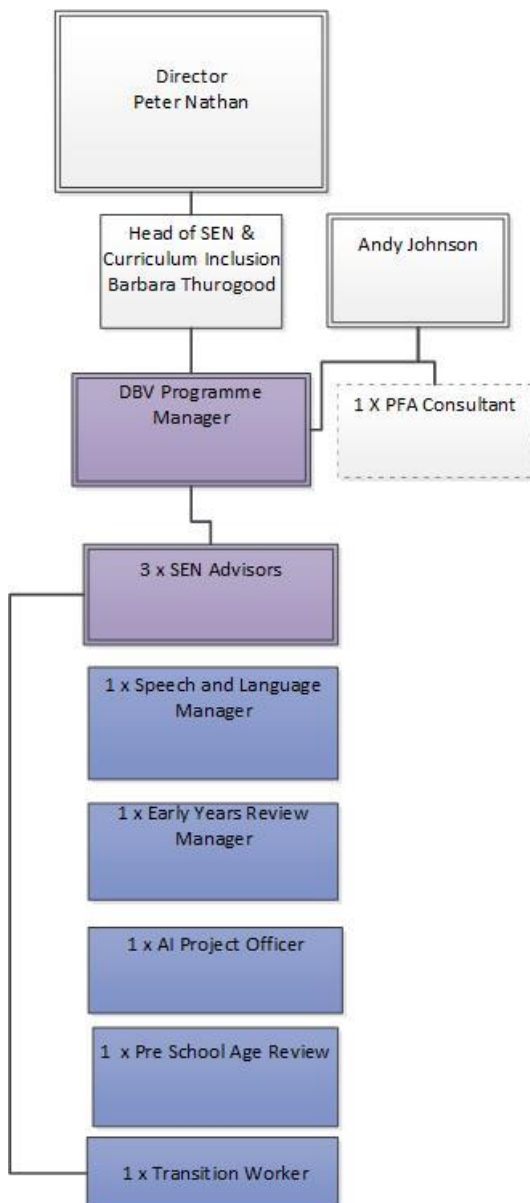 Director
Peter Nathan
Head of SEN &
Curriculum Inclusion
Barbara Thurogood
Andy Johnson
DBV Programme
Manager
1 X PFA Consultant
3 x SEN Advisors
1 x Speech and Language
Manager
1 x Early Years Review
Manager
1 x AI Project Officer
1 x Pre School Age Review
1 x Transition Worker